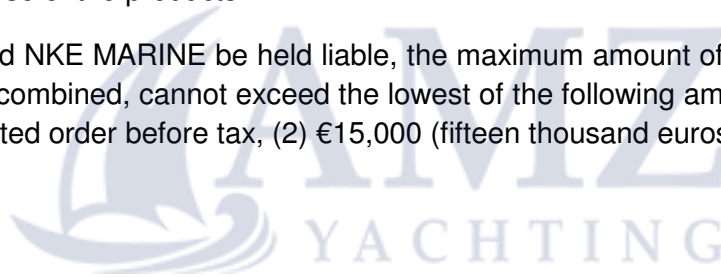 d NKE MARINE be held liable, the maximum amount of
combined, cannot exceed the lowest of the following am
ted order before tax, (2) €15,000 (fifteen thousand euros
AMZ
YACHTING